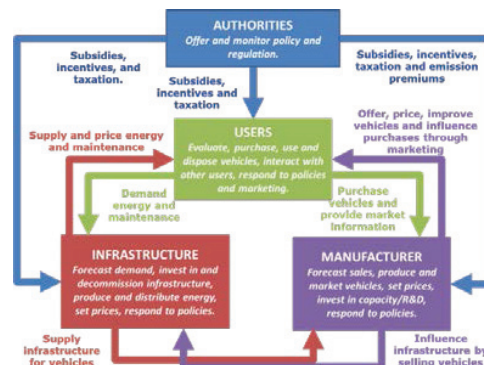 AUTHORITIES
Offer and monitor policy and
regulation.
Subsidies,
incentives, and
taxation.
Subsidies,
incentives and
taxation
Subsidies, incentives,
taxation and emission
premiums
Supply and price energy
and maintenance
Offer, price, improve
vehicles and influence
purchases through
marketing
USERS
Evaluate, purchase, use and
dispose vehicles, interact with
other users, respond to policies
and marketing.
Demand
energy and
maintenance
Purchase
vehicles and
provide market
information
INFRASTRUCTURE
Forecast demand, invest in and
decommission infrastructure,
produce and distribute energy,
set prices, respond to policies.
MANUFACTURER
Forecast sales, produce and
market vehicles, set prices,
invest in capacity/R&D,
respond to policies.
Supply
infrastructure
for vehicles
Influence
infrastructure by
selling vehicles